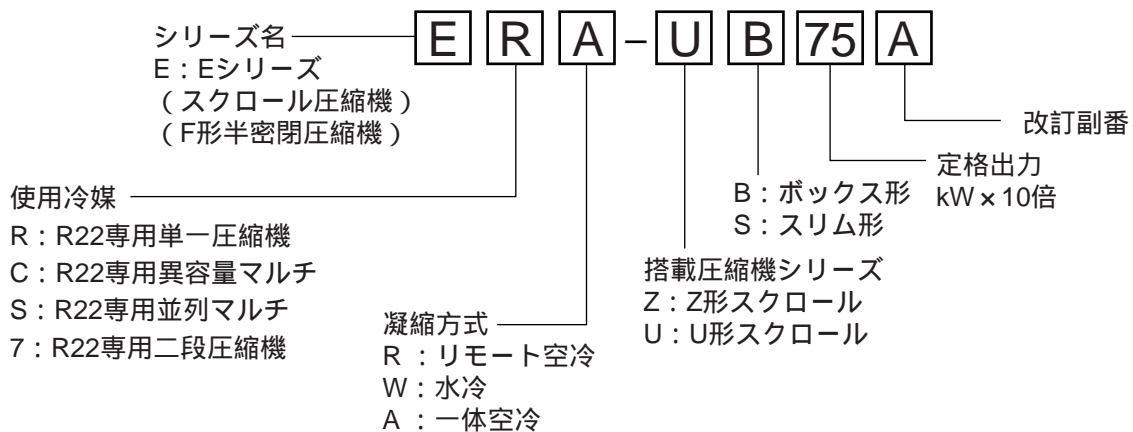 E R A – U B 75 A
シリーズ名
E：Eシリーズ
（スクロール圧縮機）
（F形半密閉圧縮機）
改訂副番
定格出力
kW×10倍
B：ボックス形
S：スリム形
使用冷媒
R：R22専用単一圧縮機
C：R22専用異容量マルチ
S：R22専用並列マルチ
7：R22専用二段圧縮機
搭載圧縮機シリーズ
Z：Z形スクロール
U：U形スクロール
凝縮方式
R ：リモート空冷
W：水冷
A ：一体空冷